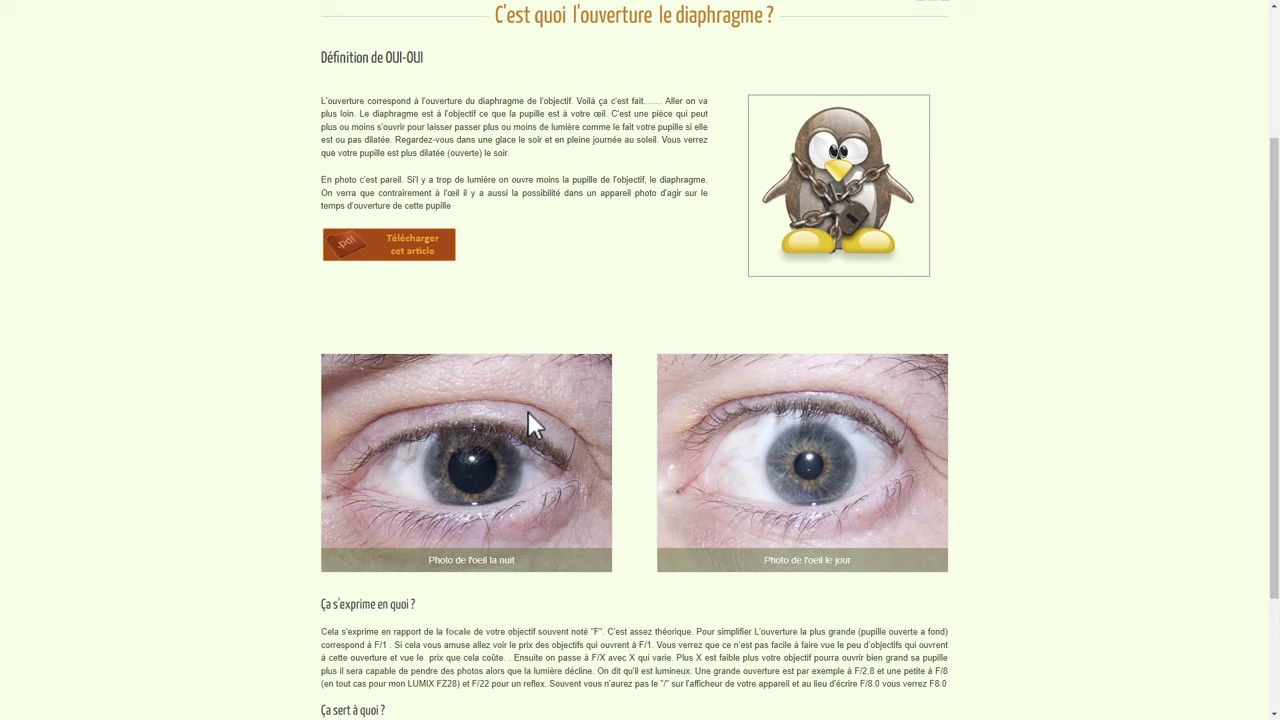 C'est quoi l'ouverture le diaphragme ?
Définition de OUI-OUI
L'ouverture correspond à l'ouverture du diaphragme de l'objectif. Voilà ça c'est fait........ Aller on va
plus loin. Le diaphragme est à l'objectif ce que la pupille est à votre œil. C'est une pièce qui peut
plus ou moins s'ouvrir pour laisser passer plus ou moins de lumière comme le fait votre pupille si elle
est ou pas dilatée. Regardez-vous dans une glace le soir et en pleine journée au soleil. Vous verrez
que votre pupille est plus dilatée (ouverte) le soir.
En photo c'est pareil. Si'l y a trop de lumière on ouvre moins la pupille de l'objectif, le diaphragme.
On verra que contrairement à l'œil il y a aussi la possibilité dans un appareil photo d'agir sur le
temps d'ouverture de cette pupille
.pdf
Télécharger
cet article
Photo de l'oeil la nuit
Photo de l'oeil le jour
Ça s'exprime en quoi ?
Cela s'exprime en rapport de la focale de votre objectif souvent noté "F". C'est assez théorique. Pour simplifier L'ouverture la plus grande (pupille ouverte a fond)
correspond à F/1 . Si cela vous amuse allez voir le prix des objectifs qui ouvrent à F/1. Vous verrez que ce n'est pas facile à faire vue le peu d'objectifs qui ouvrent
à cette ouverture et vue le prix que cela coûte. . Ensuite on passe à F/X avec X qui varie. Plus X est faible plus votre objectif pourra ouvrir bien grand sa pupille
plus il sera capable de pendre des photos alors que la lumière décline. On dit qu'il est lumineux. Une grande ouverture est par exemple à F/2,8 et une petite à F/8
(en tout cas pour mon LUMIX FZ28) et F/22 pour un reflex. Souvent vous n'aurez pas le "/" sur l'afficheur de votre appareil et au lieu d'écrire F/8.0 vous verrez F8.0
Ça sert à quoi ?